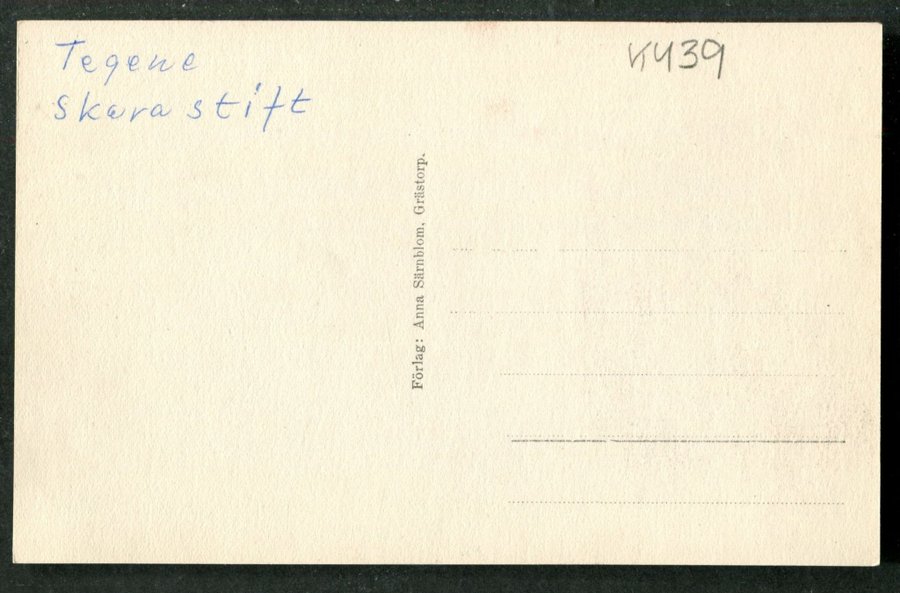 Tegene
Skara stift
K439
Förlag: Anna Särnblom, Grästorp.